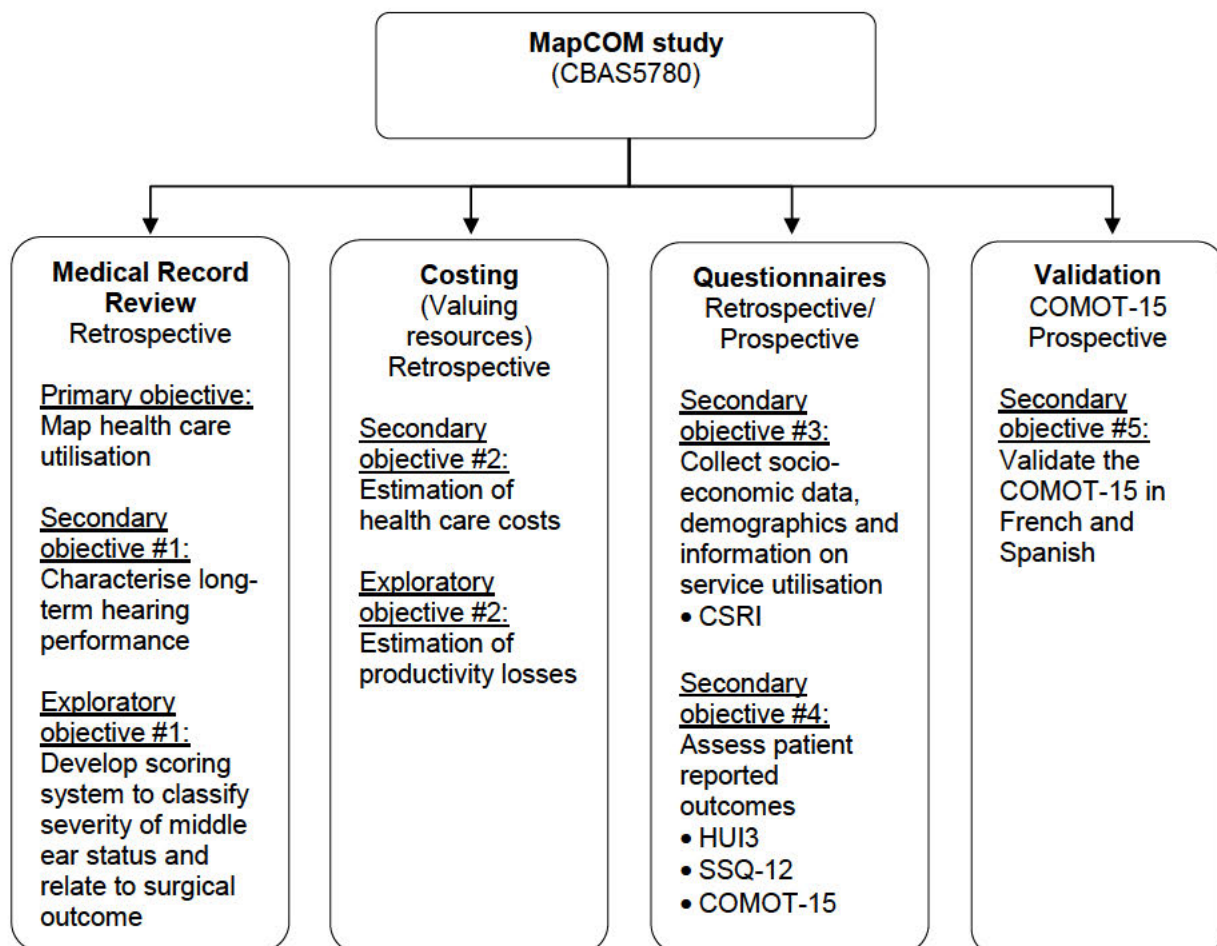 MapCOM study
(CBAS5780)
Medical Record
Review
Retrospective
Primary objective:
Map health care
utilisation
Secondary
objective #1:
Characterise long-
term hearing
performance
Exploratory
objective #1:
Develop scoring
system to classify
severity of middle
ear status and
relate to surgical
outcome
Costing
(Valuing
resources)
Retrospective
Secondary
objective #2:
Estimation of
health care costs
Exploratory
objective #2:
Estimation of
productivity losses
Questionnaires
Retrospective/
Prospective
Secondary
objective #3:
Collect socio-
economic data,
demographics and
information on
service utilisation
• CSRI
Secondary
objective #4:
Assess patient
reported
outcomes
• HUI3
• SSQ-12
• COMOT-15
Validation
COMOT-15
Prospective
Secondary
objective #5:
Validate the
COMOT-15 in
French and
Spanish